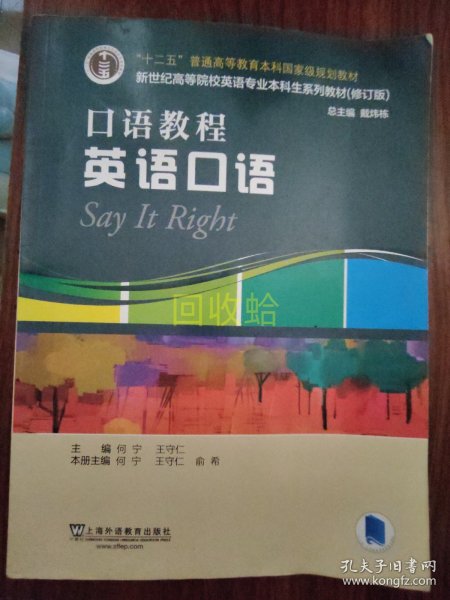 十二五
"十二五"普通高等教育本科国家级规划教材
新世纪高等院校英语专业本科生系列教材(修订版)
总主编 戴炜栋
口语教程
英语口语
Say It Right
回收蛤
主 编 何宁 王守仁
本册主编 何宁 王守仁 俞希
上海外语教育出版社
www.sflep.com
孔夫子旧书网
www.kongfz.com